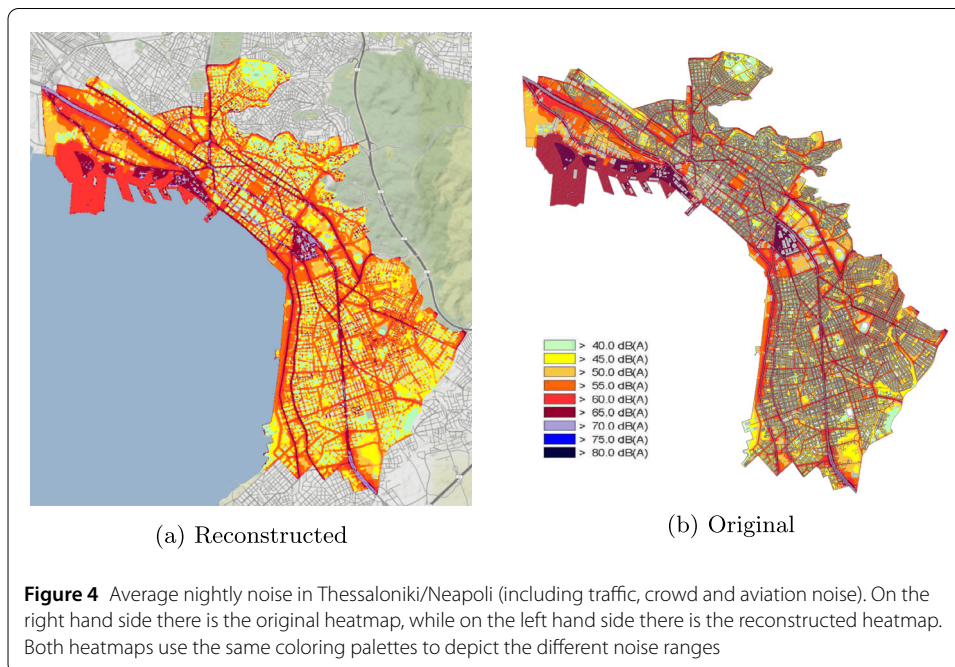 > 40.0 dB(A)
> 45.0 dB(A)
> 50.0 dB(A)
> 55.0 dB(A)
> 60.0 dB(A)
> 65.0 dB(A)
> 70.0 dB(A)
> 75.0 dB(A)
> 80.0 dB(A)
(a) Reconstructed
(b) Original
Figure 4 Average nightly noise in Thessaloniki/Neapoli (including traffic, crowd and aviation noise). On the
right hand side there is the original heatmap, while on the left hand side there is the reconstructed heatmap.
Both heatmaps use the same coloring palettes to depict the different noise ranges